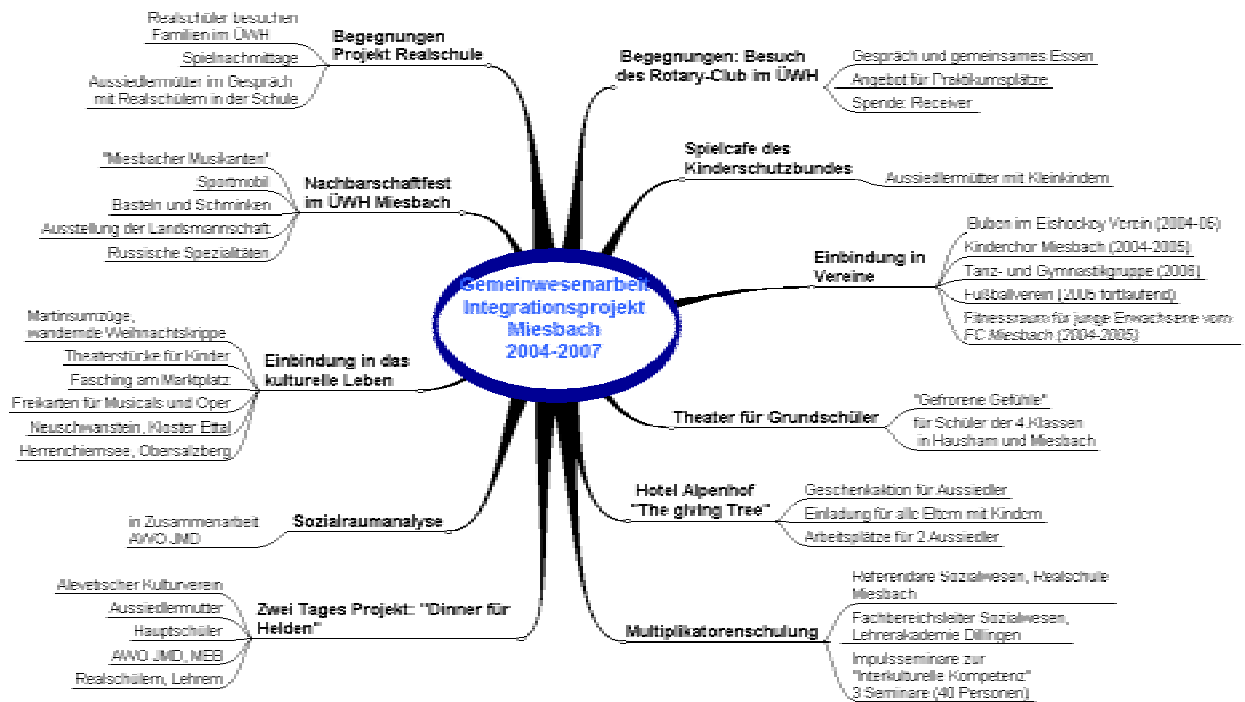 Gemeinwesenarbeit
Integrationsprojekt
Miesbach
2004-2007
Begegnungen
Projekt Realschule
Realschüler besuchen
Familien im ÜWH
Spielnachmittage
Aussiedlermütter im Gespräch
mit Realschülern in der Schule
Nachbarschaftfest
im ÜWH Miesbach
"Miesbacher Musikanten"
Sportmobil
Basteln und Schminken
Ausstellung der Landsmannschaft
Russische Spezialitäten
Einbindung in das
kulturelle Leben
Martinsumzüge,
wandernde Weihnachtskrippe
Theaterstücke für Kinder
Fasching am Marktplatz
Freikarten für Musicals und Oper
Neuschwanstein, Kloster Ettal
Herrenchiemsee, Obersalzberg
Sozialraumanalyse
in Zusammenarbeit
AWO JMD
Zwei Tages Projekt: "Dinner für
Helden"
Alevetischer Kulturverein
Aussiedlermütter
Hauptschüler
AWO JMD, MEB
Realschülern, Lehrern
Begegnungen: Besuch
des Rotary-Club im ÜWH
Gespräch und gemeinsames Essen
Angebot für Praktikumsplätze
Spende: Receiver
Spielcafe des
Kinderschutzbundes
Aussiedlermütter mit Kleinkindern
Einbindung in
Vereine
Buben im Eishockey Verein
Kinderchor Miesbach (2004-2005)
Tanz- und Gymnastikgruppe
Fußballverein (2005 fortlaufend)
Fitnessraum für junge Erwachsene vom
FC Miesbach (2004-2005)
Theater für Grundschüler
"Gefrorene Gefühle"
für Schüler der 4.Klassen
in Hausham und Miesbach
Hotel Alpenhof
"The giving Tree"
Geschenkaktion für Aussiedler
Einladung für alle Eltern mit Kindern
Arbeitsplätze für 2 Aussiedler
Multiplikatorenschulung
Referendare Sozialwesen, Realschule
Miesbach
Fachbereichsleiter Sozialwesen,
Lehrerakademie Dillingen
Impulsseminare zur
"Interkulturelle Kompetenz"
3 Seminare (40 Personen)